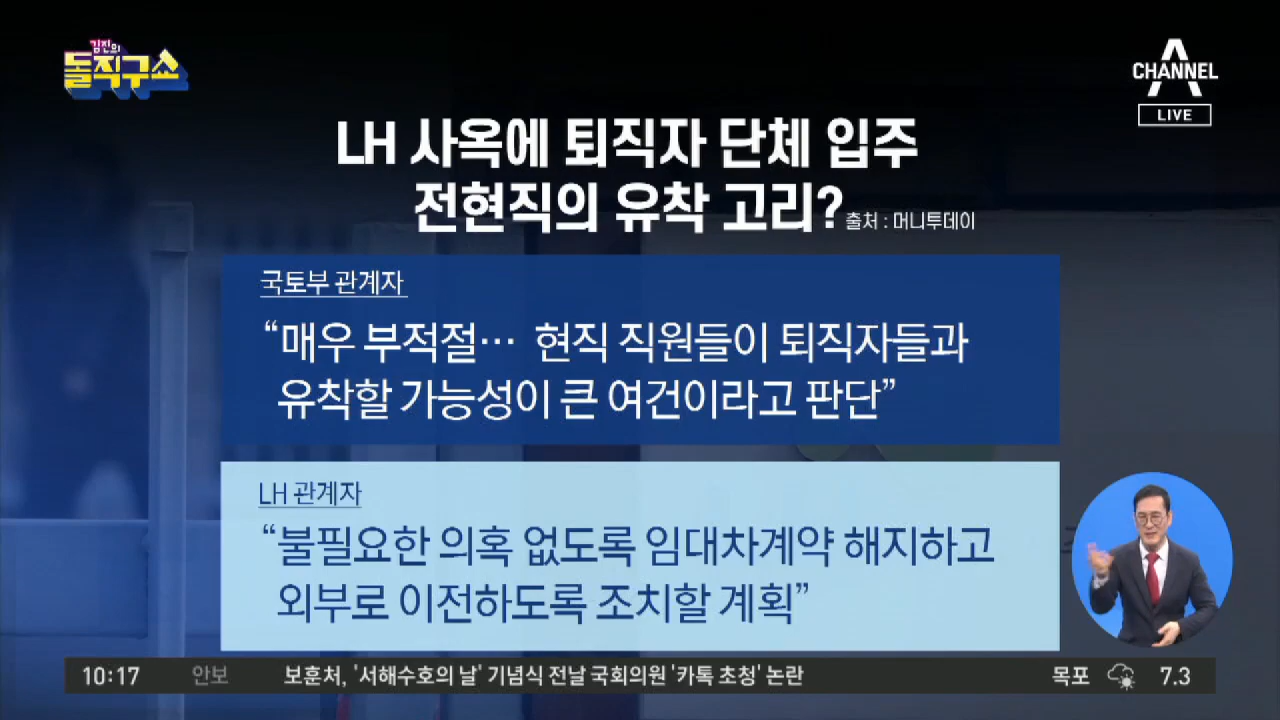 김진의
돌직구쇼
CHANNEL A
LIVE
LH 사옥에 퇴직자 단체 입주
전현직의 유착 고리?
출처 : 머니투데이
국토부 관계자
“매우 부적절… 현직 직원들이 퇴직자들과
유착할 가능성이 큰 여건이라고 판단”
LH 관계자
“불필요한 의혹 없도록 임대차계약 해지하고
외부로 이전하도록 조치할 계획”
10:17 안보 보훈처, '서해수호의 날' 기념식 전날 국회의원 '카톡 초청' 논란 목포 7.3